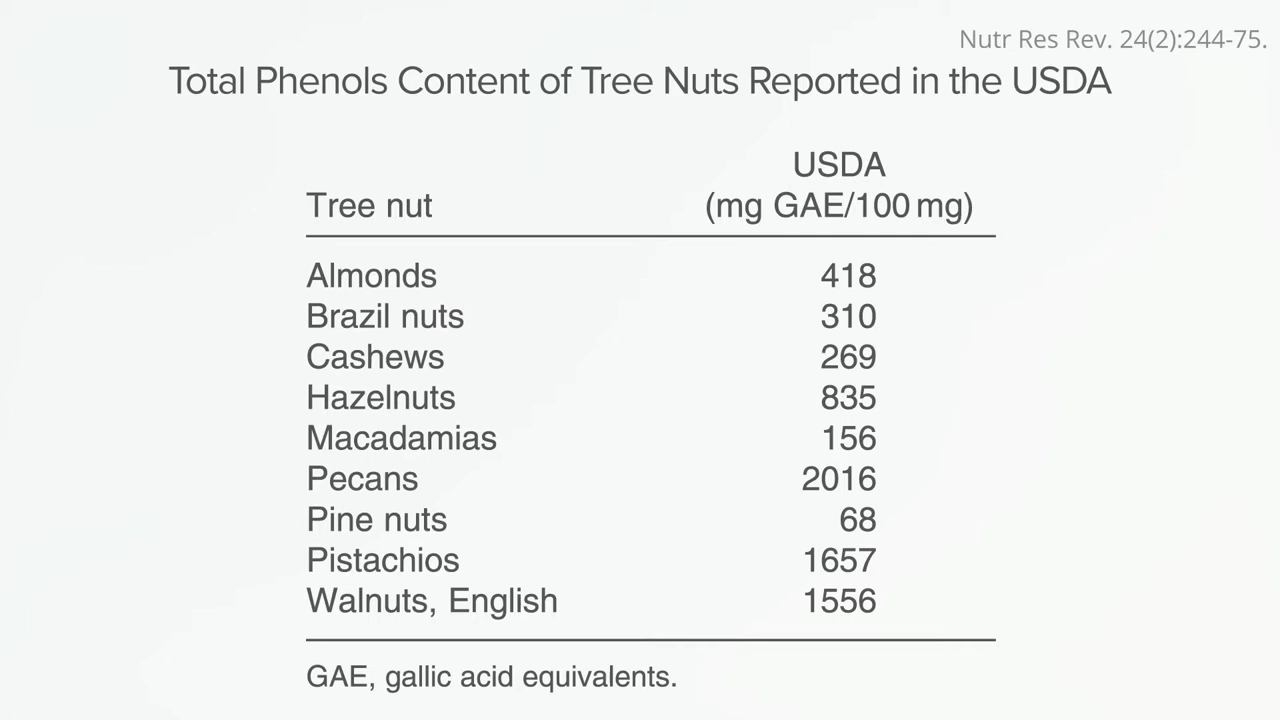 Nutr Res Rev. 24(2):244-75.
Total Phenols Content of Tree Nuts Reported in the USDA
USDA
Tree nut (mg GAE/100 mg)
Almonds 418
Brazil nuts 310
Cashews 269
Hazelnuts 835
Macadamias 156
Pecans 2016
Pine nuts 68
Pistachios 1657
Walnuts, English 1556
GAE, gallic acid equivalents.